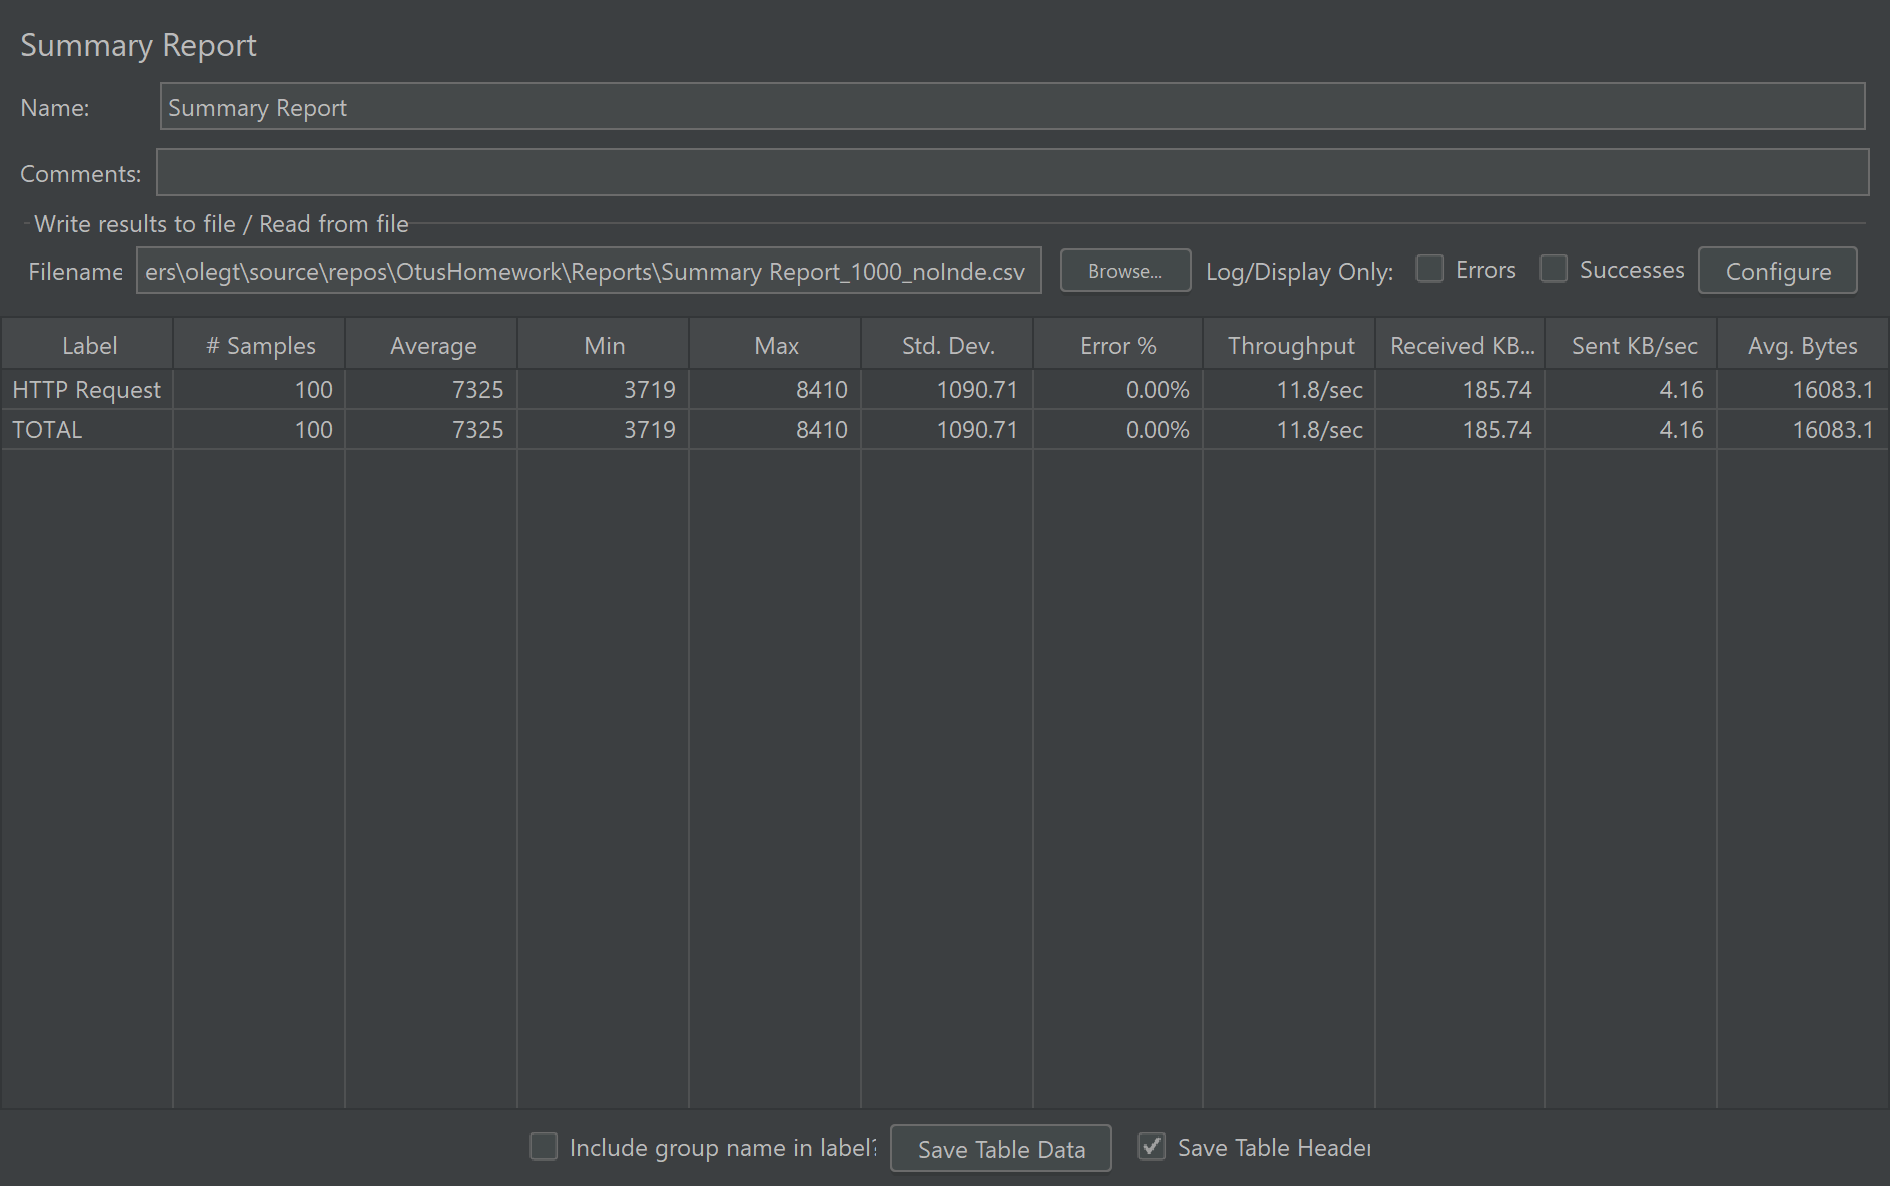 Summary Report
Name: Summary Report
Comments:
Write results to file / Read from file
Filename ers\olegt\source\repos\OtusHomework\Reports\Summary Report_1000_noInde.csv Browse... Log/Display Only: Errors Successes Configure
Label # Samples Average Min Max Std. Dev. Error % Throughput Received KB... Sent KB/sec Avg. Bytes
HTTP Request 100 7325 3719 8410 1090.71 0.00% 11.8/sec 185.74 4.16 16083.1
TOTAL 100 7325 3719 8410 1090.71 0.00% 11.8/sec 185.74 4.16 16083.1
Include group name in label? Save Table Data Save Table Header